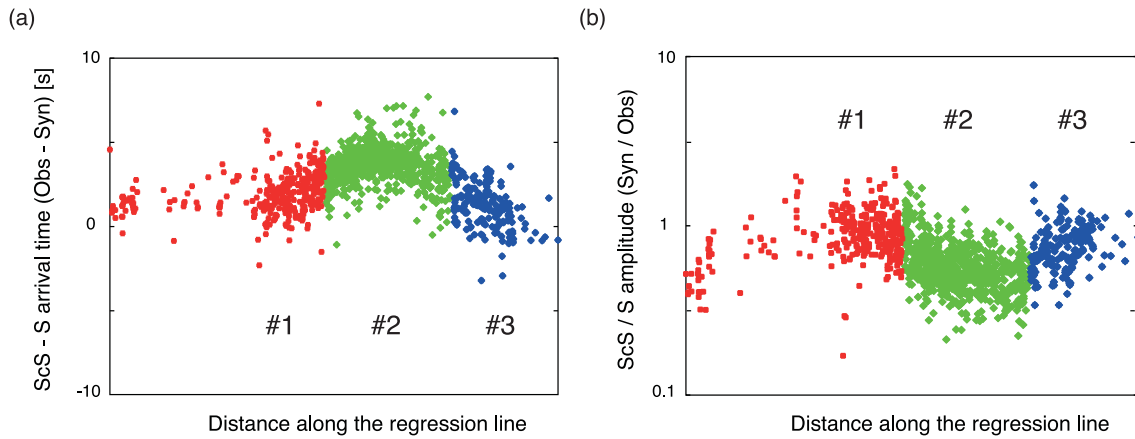 (a)
10
0
-10
ScS - S arrival time (Obs - Syn) [s]
#1
#2
#3
Distance along the regression line
(b)
10
1
0.1
ScS / S amplitude (Syn / Obs)
#1
#2
#3
Distance along the regression line